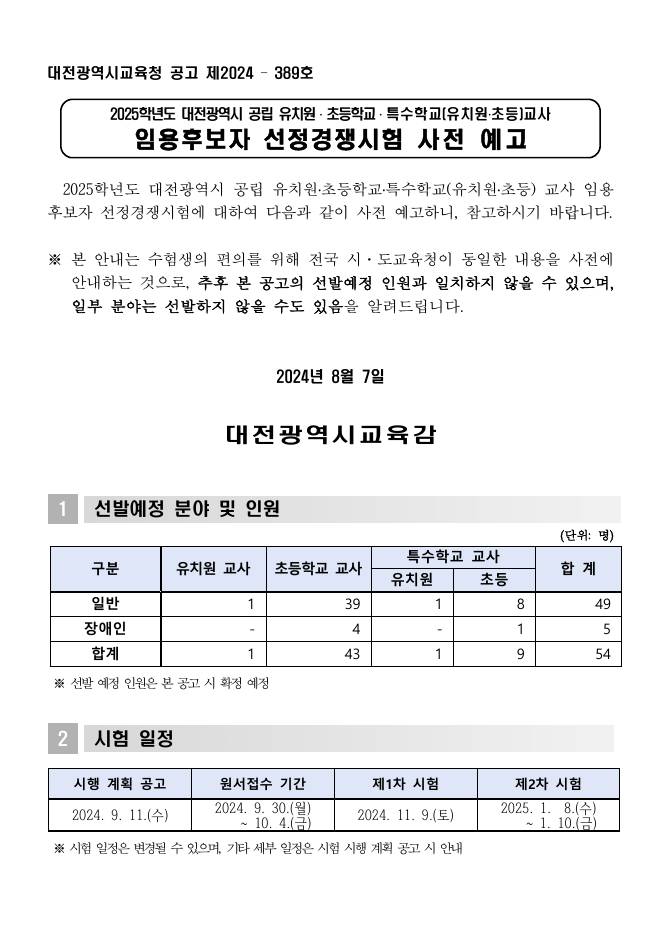 대전광역시교육청 공고 제2024 - 389호
2025학년도 대전광역시 공립 유치원·초등학교·특수학교(유치원·초등)교사
임용후보자 선정경쟁시험 사전 예고
2025학년도 대전광역시 공립 유치원·초등학교·특수학교(유치원·초등) 교사 임용
후보자 선정경쟁시험에 대하여 다음과 같이 사전 예고하니, 참고하시기 바랍니다.
※ 본 안내는 수험생의 편의를 위해 전국 시·도교육청이 동일한 내용을 사전에
안내하는 것으로, 추후 본 공고의 선발예정 인원과 일치하지 않을 수 있으며,
일부 분야는 선발하지 않을 수도 있음을 알려드립니다.
2024년 8월 7일
대전광역시교육감
1 선발예정 분야 및 인원
(단위: 명)
구분 유치원 교사 초등학교 교사 특수학교 교사 합 계
유치원 초등
일반 1 39 1 8 49
장애인 - 4 - 1 5
합계 1 43 1 9 54
※ 선발 예정 인원은 본 공고 시 확정 예정
2 시험 일정
시행 계획 공고 원서접수 기간 제1차 시험 제2차 시험
2024. 9. 11.(수) 2024. 9. 30.(월) 2024. 11. 9.(토) 2025. 1. 8.(수)
~ 10. 4.(금) ~ 1. 10.(금)
※ 시험 일정은 변경될 수 있으며, 기타 세부 일정은 시험 시행 계획 공고 시 안내